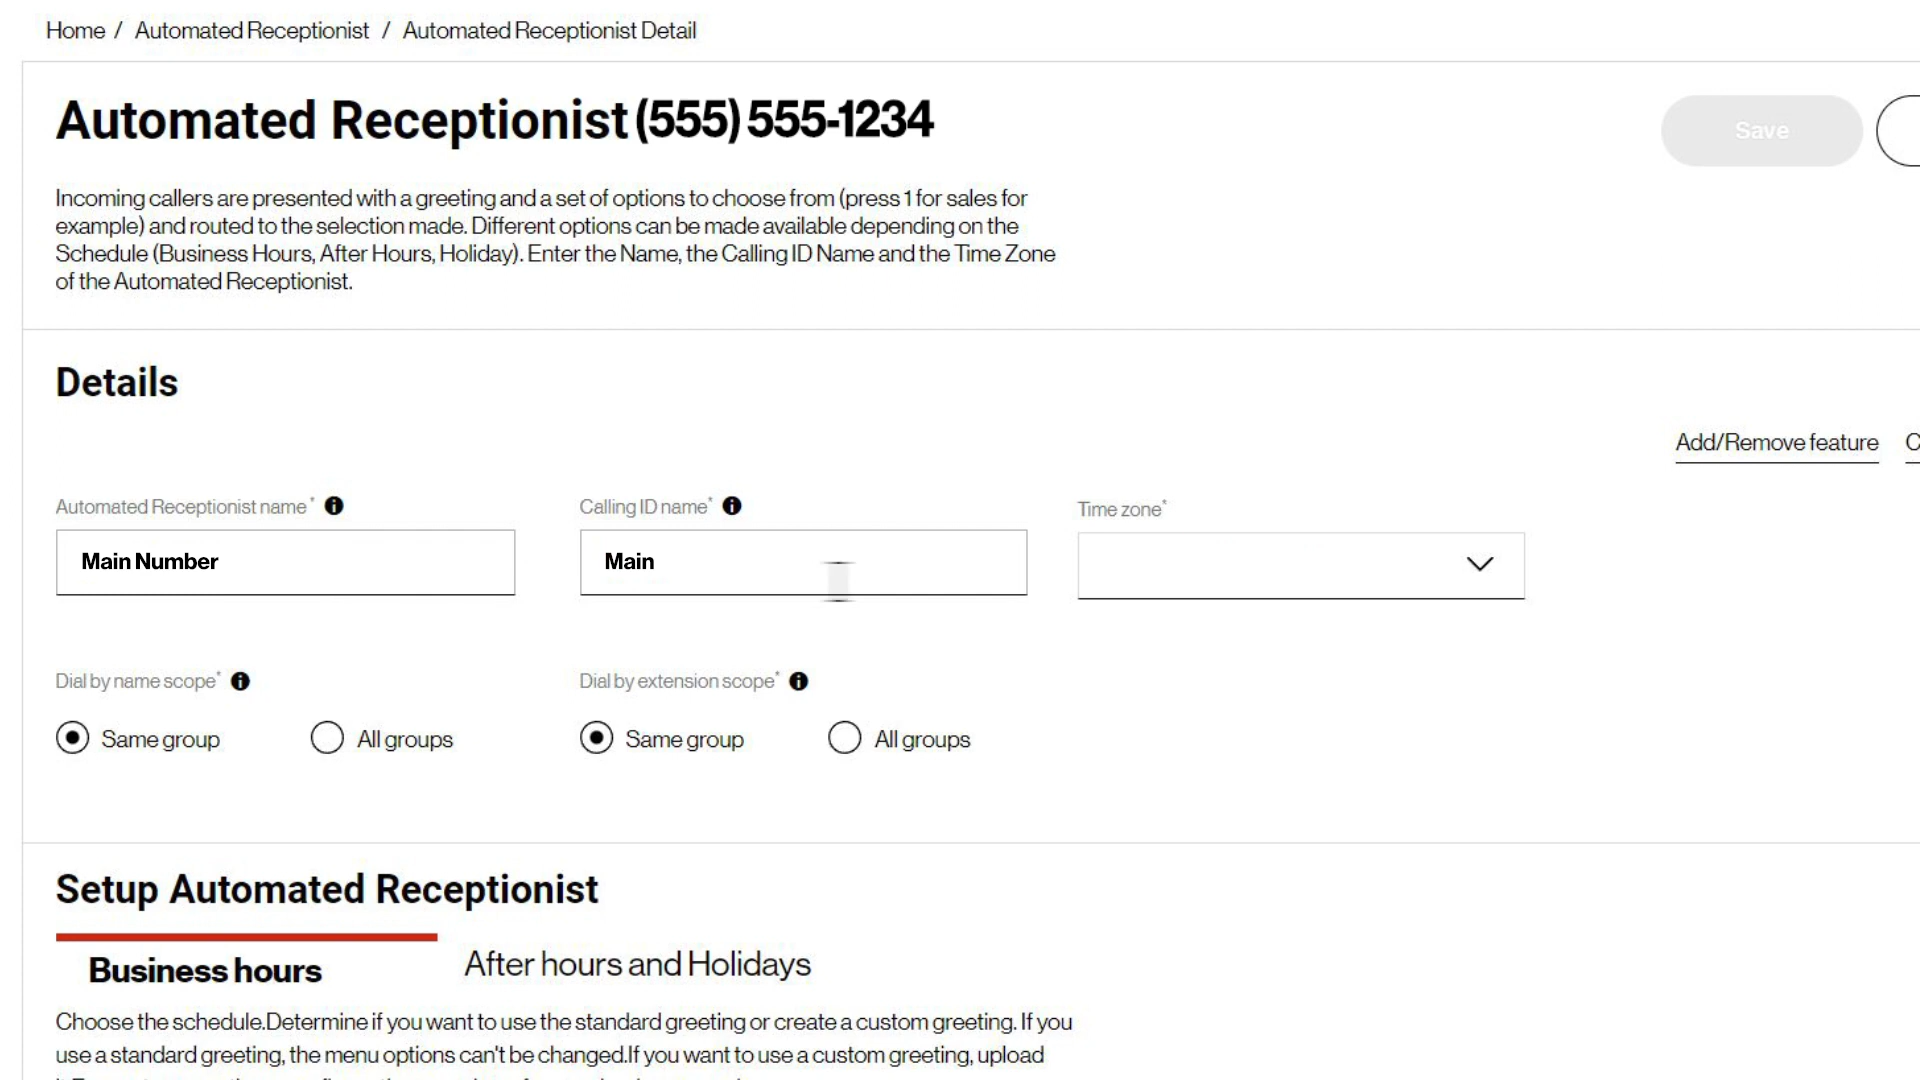 Home / Automated Receptionist / Automated Receptionist Detail
Automated Receptionist (555) 555-1234
Save
Incoming callers are presented with a greeting and a set of options to choose from (press 1 for sales for
example) and routed to the selection made. Different options can be made available depending on the
Schedule (Business Hours, After Hours, Holiday). Enter the Name, the Calling ID Name and the Time Zone
of the Automated Receptionist.
Details
Add/Remove feature
Automated Receptionist name*
Calling ID name*
Time zone*
Main Number
Main
Dial by name scope*
Dial by extension scope*
Same group
All groups
Same group
All groups
Setup Automated Receptionist
Business hours
After hours and Holidays
Choose the schedule.Determine if you want to use the standard greeting or create a custom greeting. If you
use a standard greeting, the menu options can't be changed.If you want to use a custom greeting, upload